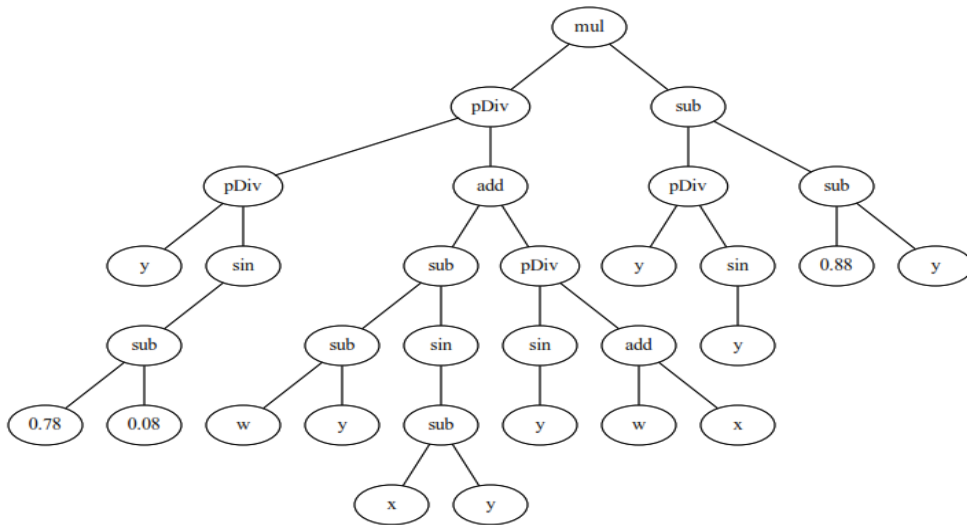 mul
pDiv sub
pDiv add pDiv sub
y sin sub pDiv y sin 0.88 y
sub sub sin sin add y
0.78 0.08 w y sub y w x
x y